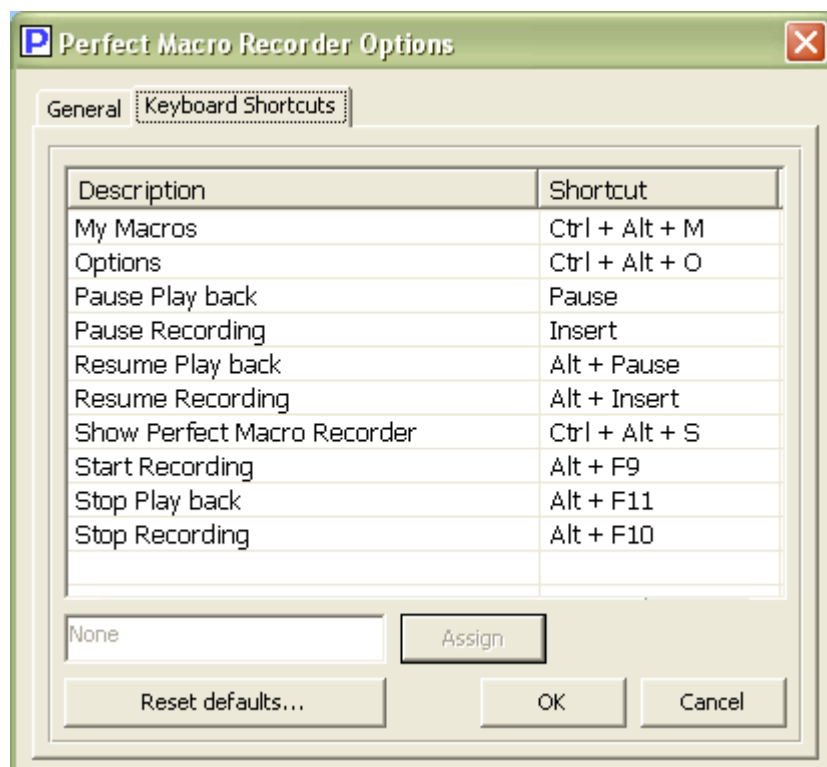 Perfect Macro Recorder Options
General Keyboard Shortcuts
Description Shortcut
My Macros Ctrl + Alt + M
Options Ctrl + Alt + O
Pause Play back Pause
Pause Recording Insert
Resume Play back Alt + Pause
Resume Recording Alt + Insert
Show Perfect Macro Recorder Ctrl + Alt + S
Start Recording Alt + F9
Stop Play back Alt + F11
Stop Recording Alt + F10
None Assign
Reset defaults... OK Cancel